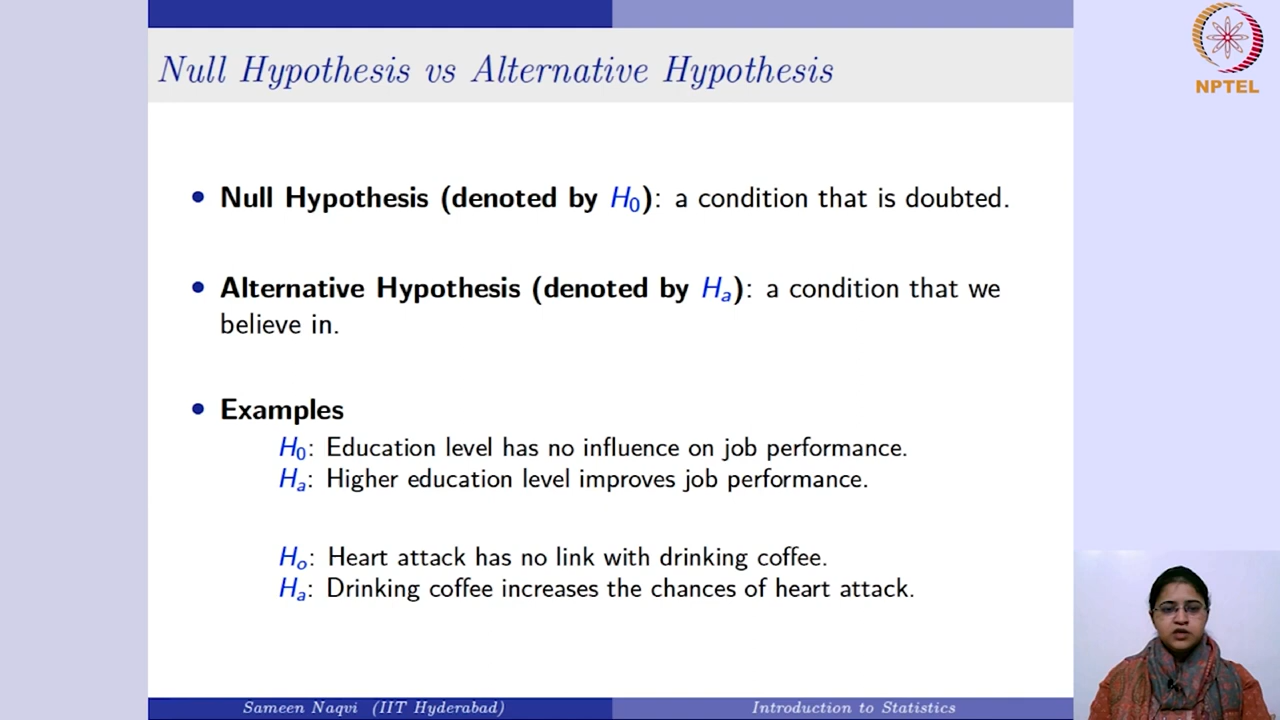 Null Hypothesis vs Alternative Hypothesis
NPTEL
• Null Hypothesis (denoted by H₀): a condition that is doubted.
• Alternative Hypothesis (denoted by Hₐ): a condition that we
believe in.
• Examples
H₀: Education level has no influence on job performance.
Hₐ: Higher education level improves job performance.
Hₒ: Heart attack has no link with drinking coffee.
Hₐ: Drinking coffee increases the chances of heart attack.
Sameen Naqvi (IIT Hyderabad)
Introduction to Statistics